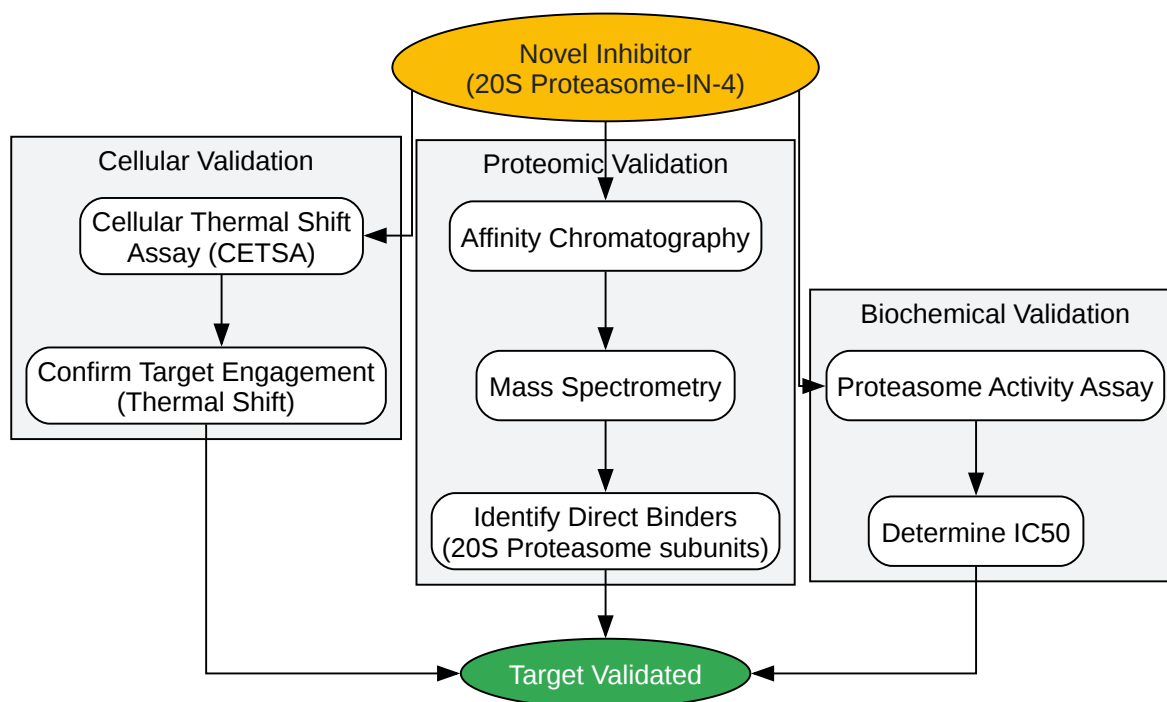 Novel Inhibitor
(20S Proteasome-IN-4)
Cellular Validation
Cellular Thermal Shift
Assay (CETSA)
Confirm Target Engagement
(Thermal Shift)
Proteomic Validation
Affinity Chromatography
Mass Spectrometry
Identify Direct Binders
(20S Proteasome subunits)
Biochemical Validation
Proteasome Activity Assay
Determine IC50
Target Validated